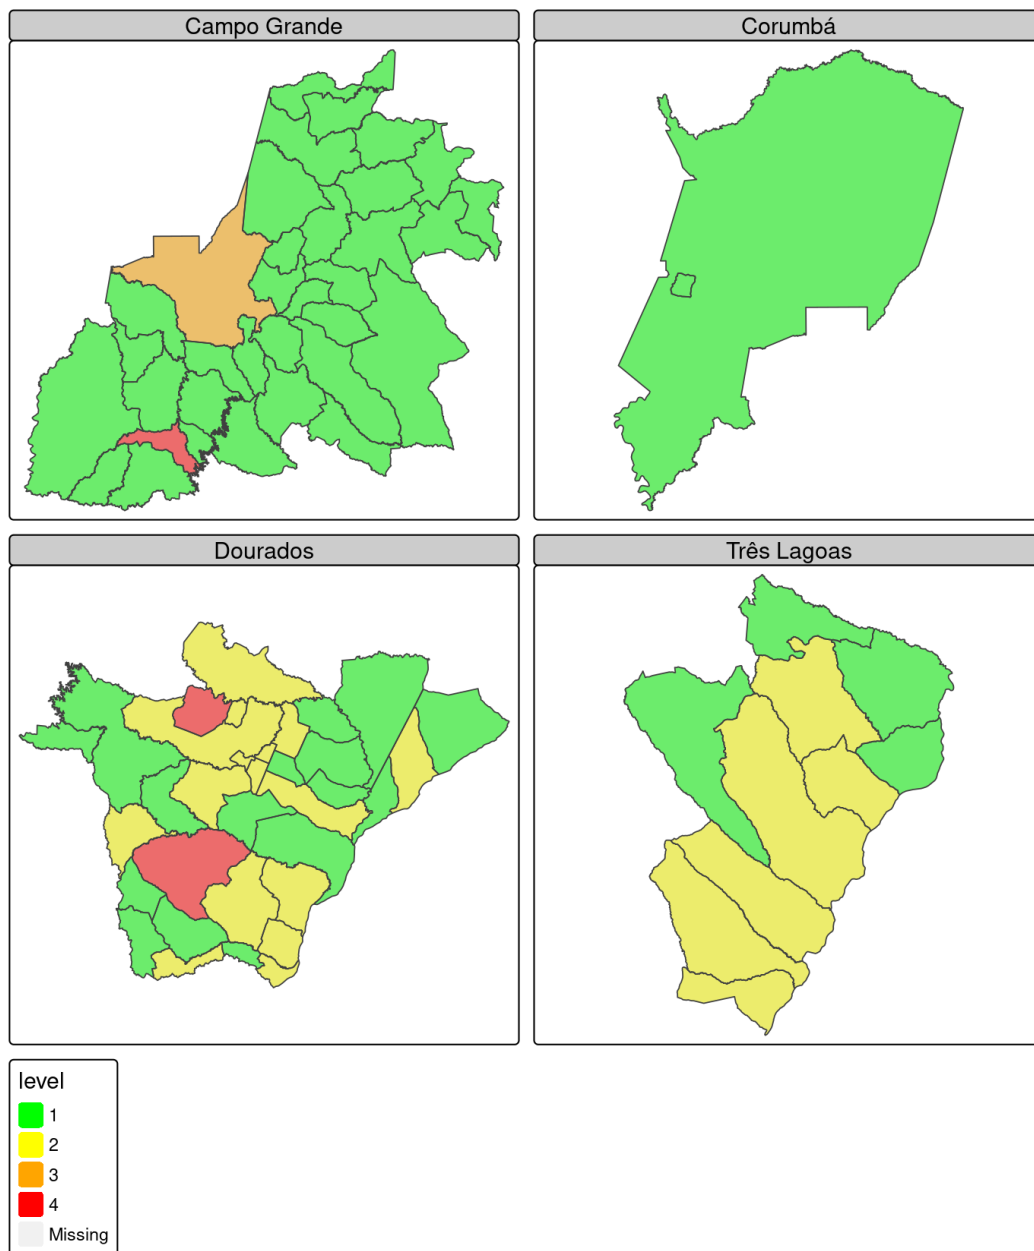 Campo Grande
Corumbá
Dourados
Três Lagoas
level
1
2
3
4
Missing